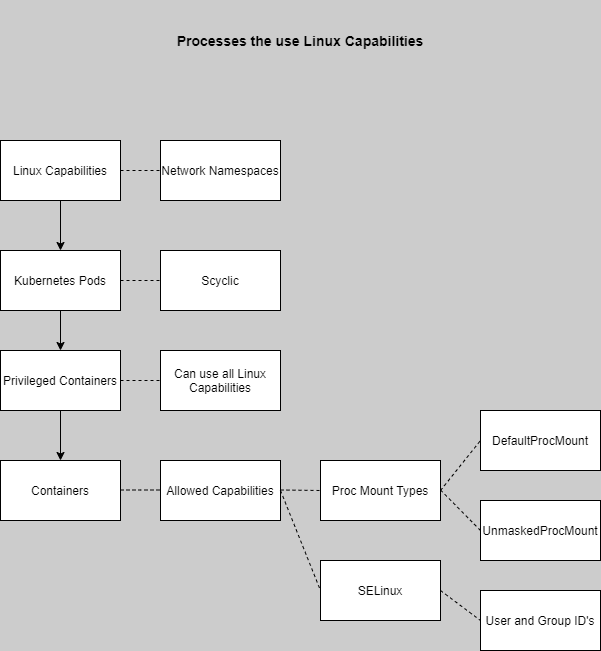 Processes the use Linux Capabilities
Linux Capabilities
Network Namespaces
Kubernetes Pods
Scyclic
Privileged Containers
Can use all Linux
Capabilities
Containers
Allowed Capabilities
Proc Mount Types
DefaultProcMount
UnmaskedProcMount
SELinux
User and Group ID's